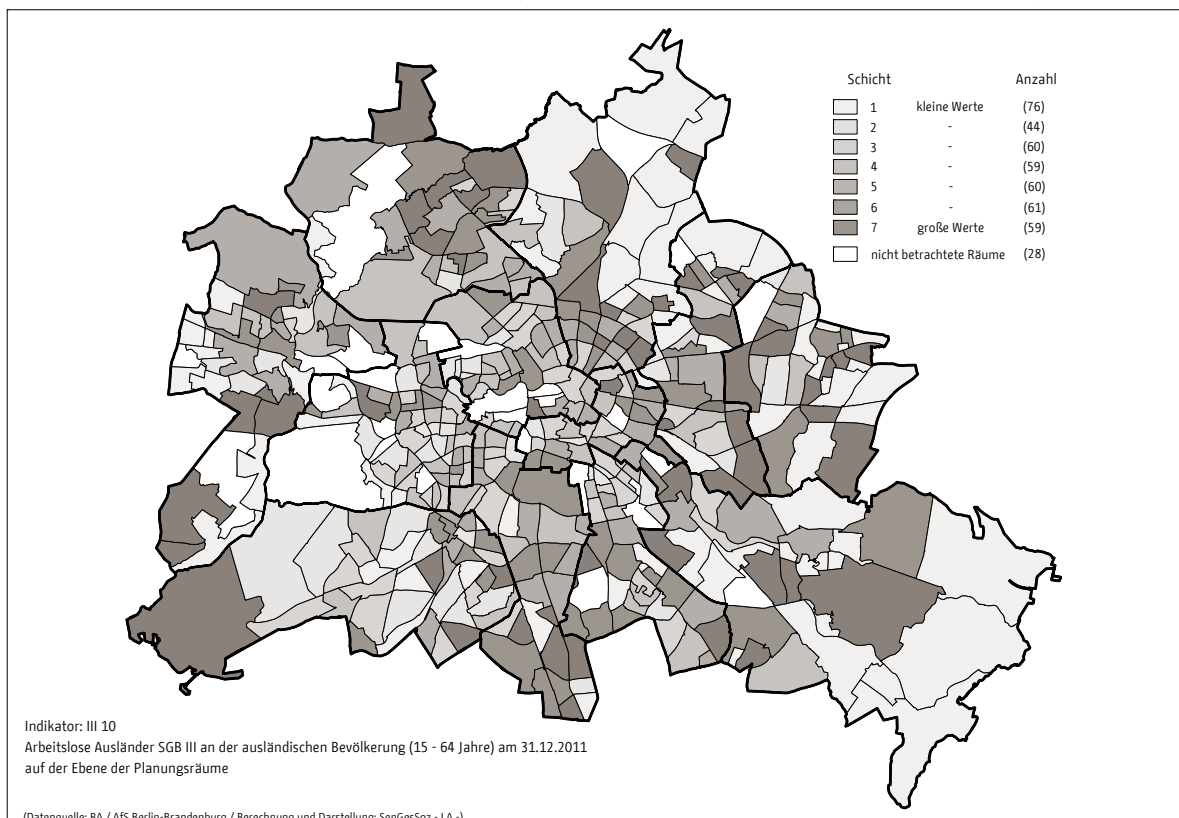 Schicht Anzahl
1 kleine Werte (76)
2 - (44)
3 - (60)
4 - (59)
5 - (60)
6 - (61)
7 große Werte (59)
nicht betrachtete Räume (28)
Indikator: III 10
Arbeitslose Ausländer SGB III an der ausländischen Bevölkerung (15 - 64 Jahre) am 31.12.2011
auf der Ebene der Planungsräume
(Datenquelle: BA / AfS Berlin-Brandenburg / Berechnung und Darstellung: SenGesSoz - I A -)